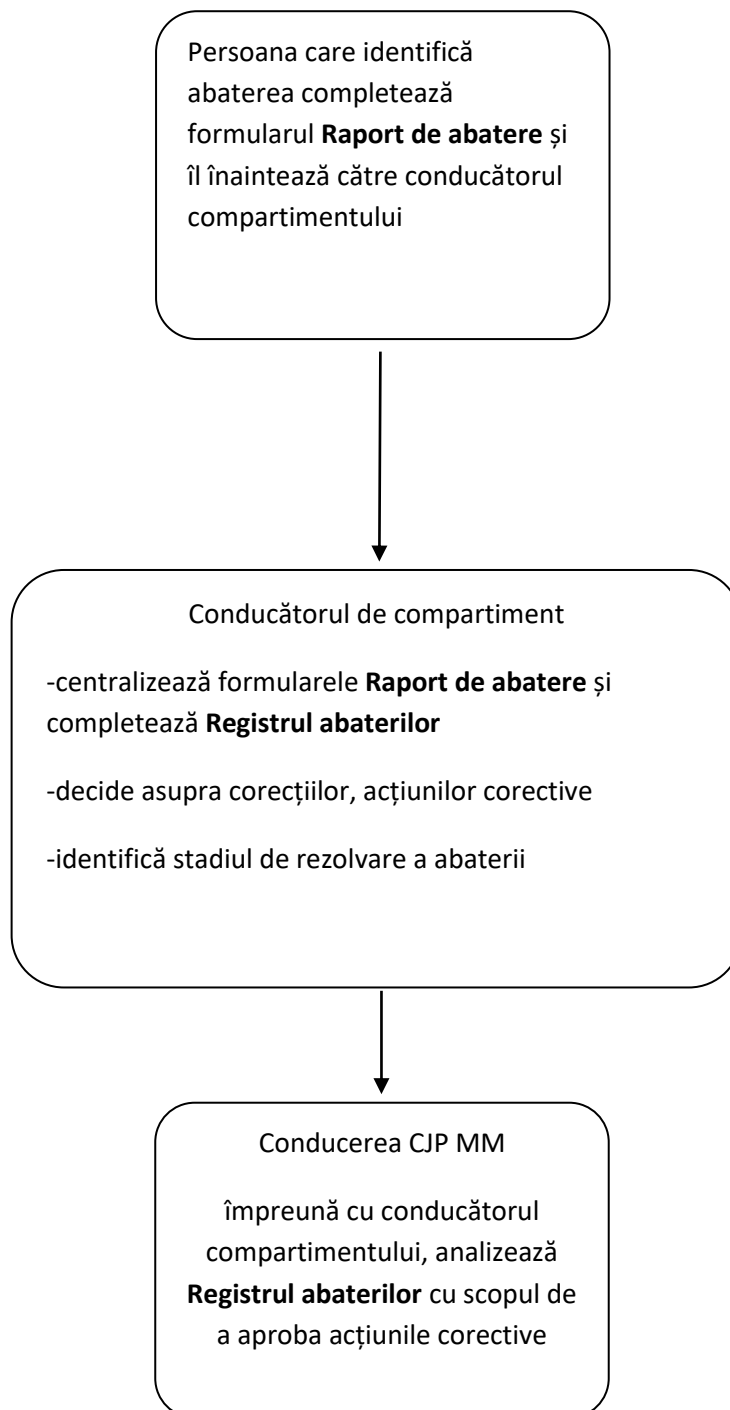 Persoana care identifică
abaterea completează
formularul Raport de abatere și
îl înaintează către conducătorul
compartimentului
Conducătorul de compartiment
-centralizează formularele Raport de abatere și
completează Registrul abaterilor
-decide asupra corecțiilor, acțiunilor corective
-identifică stadiul de rezolvare a abaterii
Conducerea CJP MM
împreună cu conducătorul
compartimentului, analizează
Registrul abaterilor cu scopul de
a aproba acțiunile corective